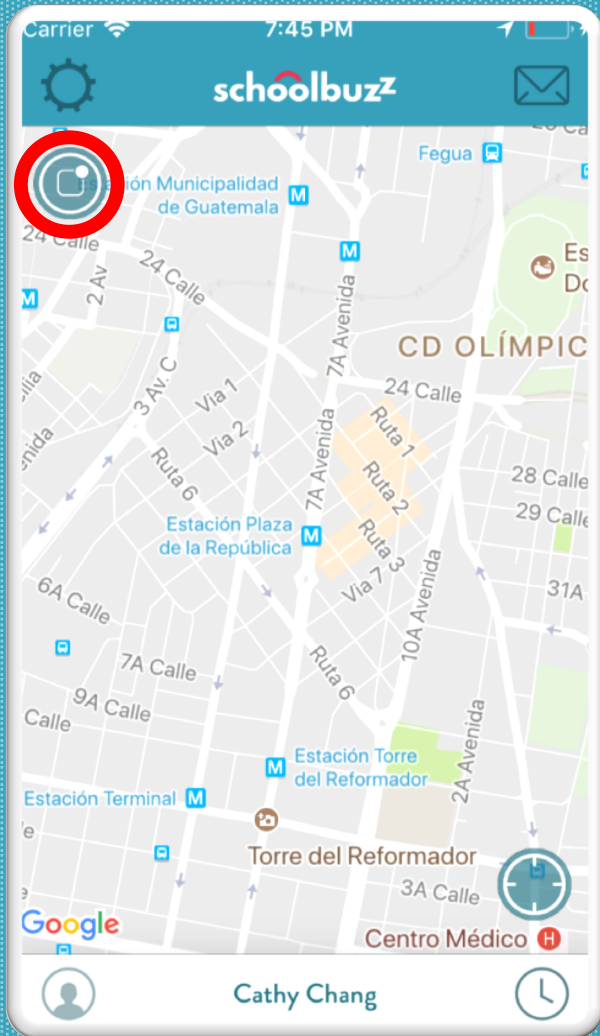 Carrier
7:45 PM
schoolbuzz
Fegua
Estación Municipalidad
de Guatemala
24 Calle
24 Calle
2 Av
Es
7A Avenida
CD OLÍMPIC
3 Av. C
Via 1
24 Calle
Via 2
Ruta 1
7A Avenida
Ruta 6
Ruta 2
28 Calle
29 Calle
Estación Plaza
de la República
Ruta 3
Via 7
31A
10A Avenida
6A Calle
7A Calle
Ruta 6
9A Calle
Calle
2A Avenida
Estación Torre
del Reformador
Estación Terminal
Torre del Reformador
3A Calle
Google
Centro Médico
H
Cathy Chang